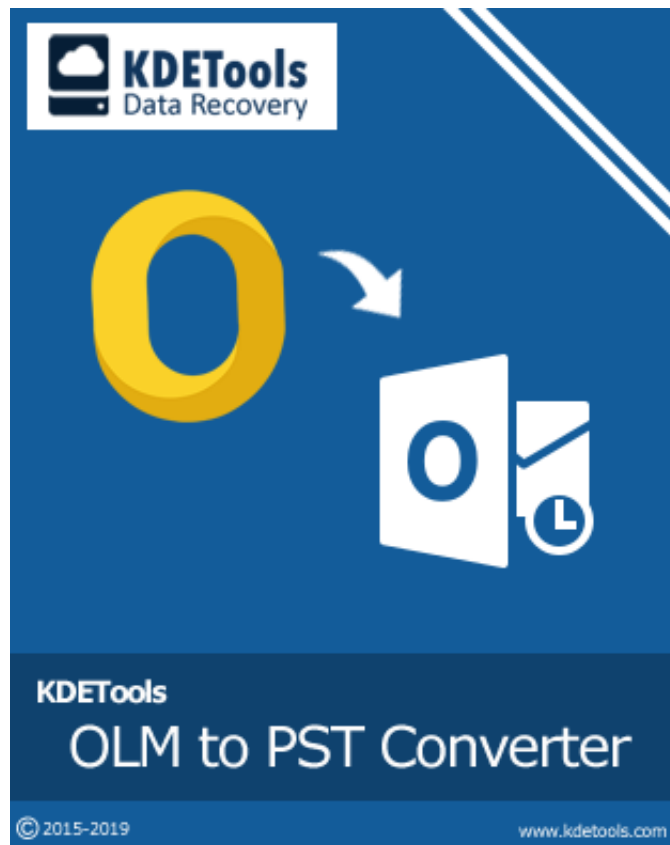 KDETools
Data Recovery
O
KDETools
OLM to PST Converter
© 2015-2019
www.kdetools.com